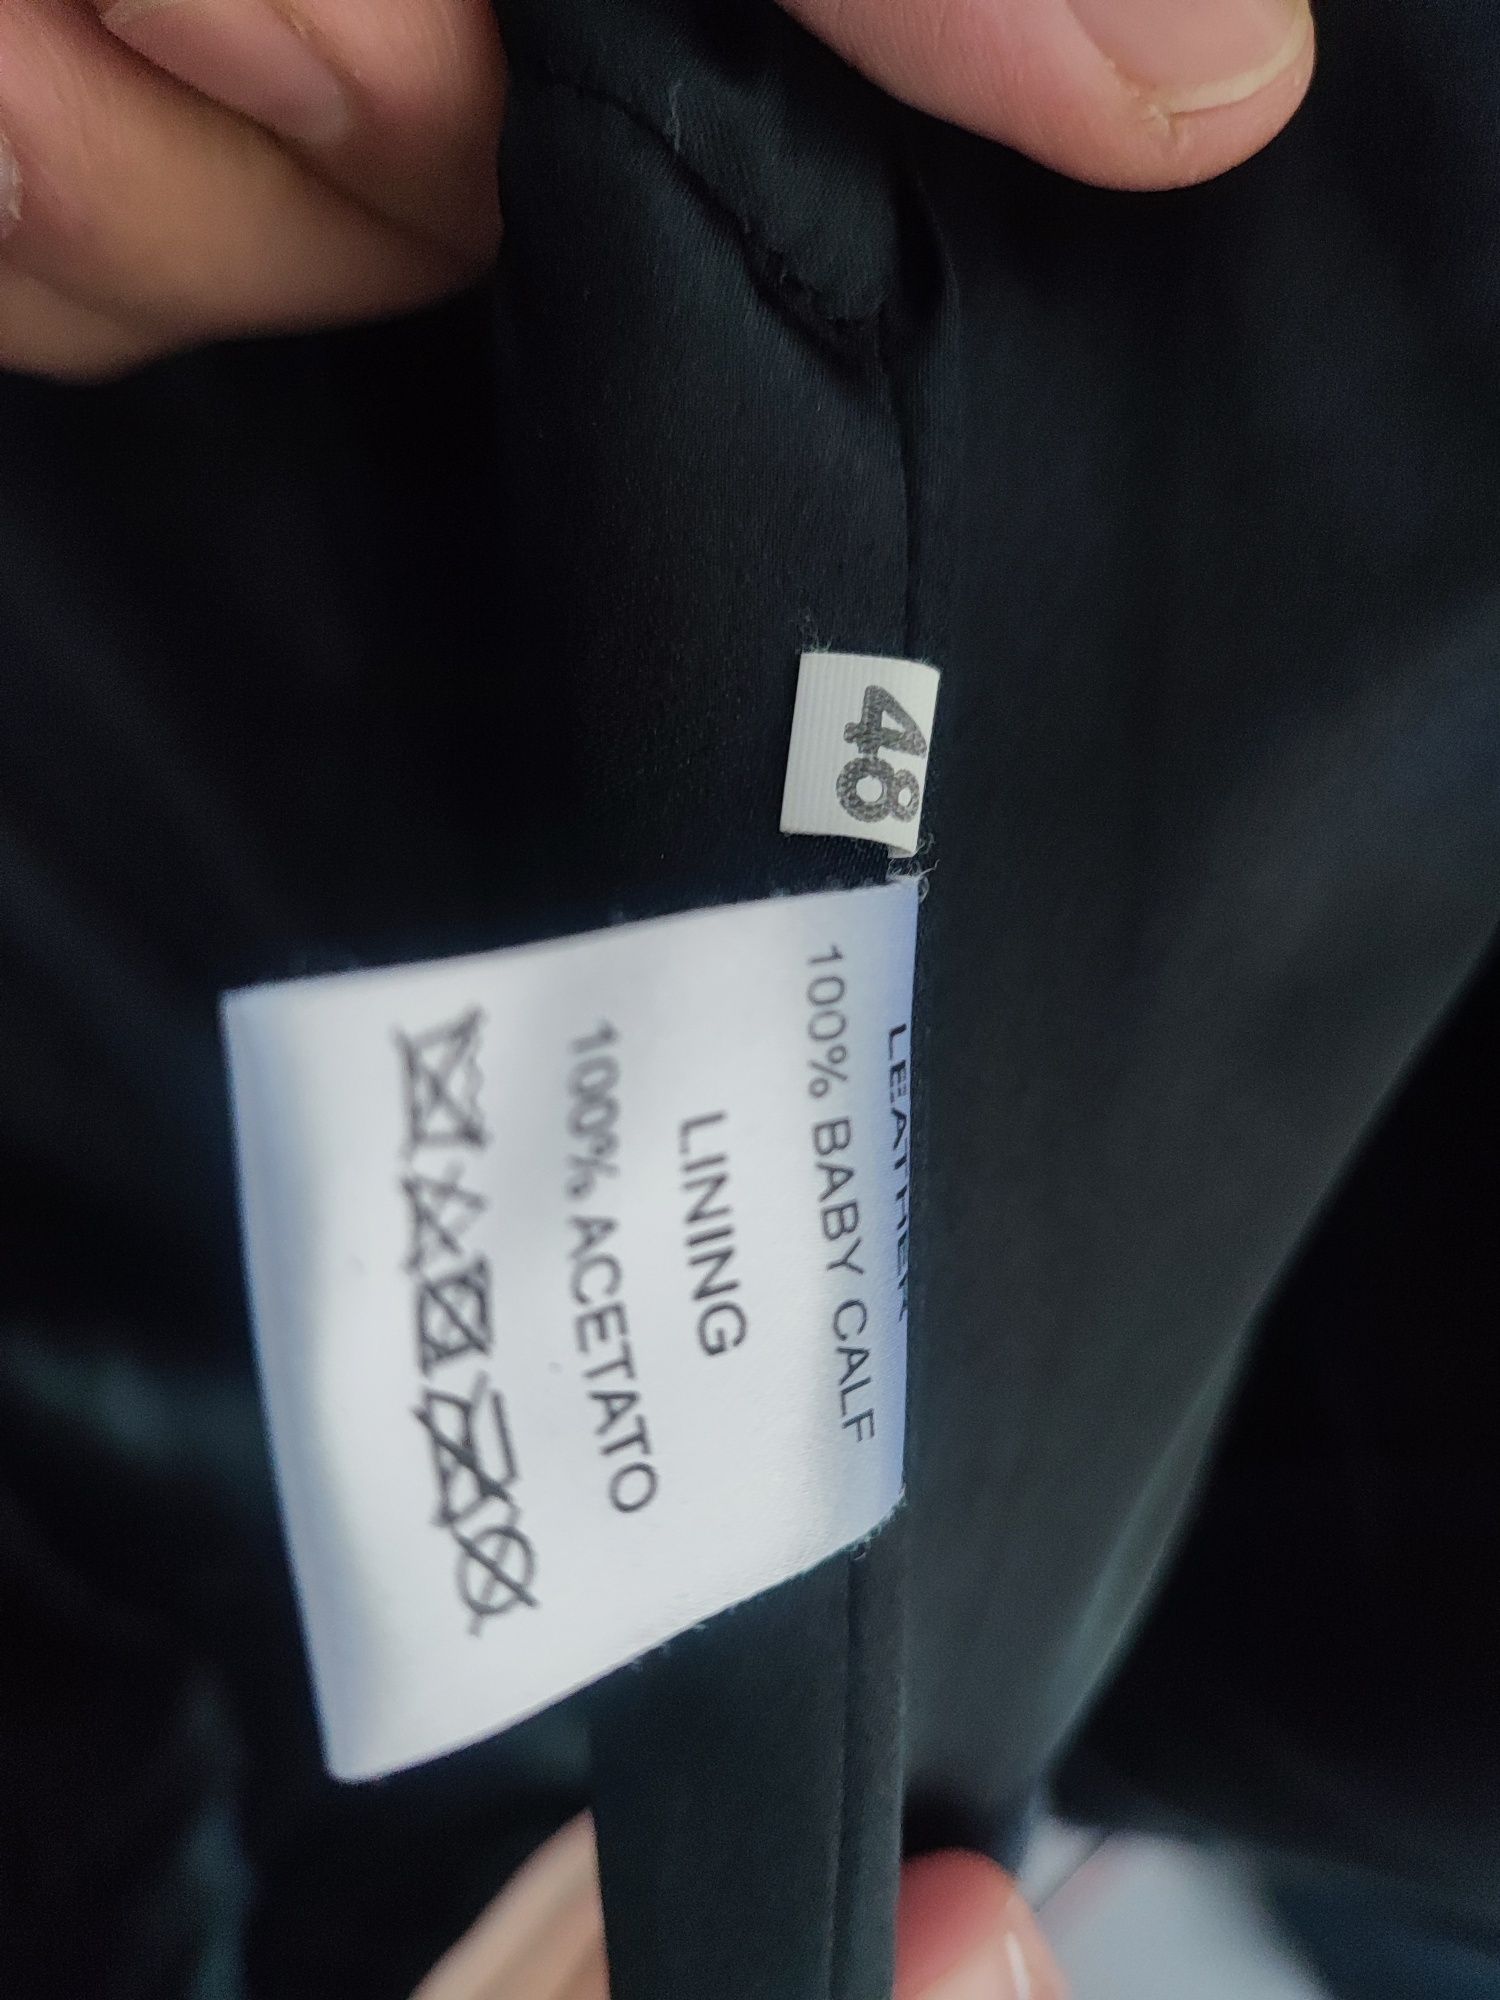 48
LEATHER
100% BABY CALF
LINING
100% ACETATO